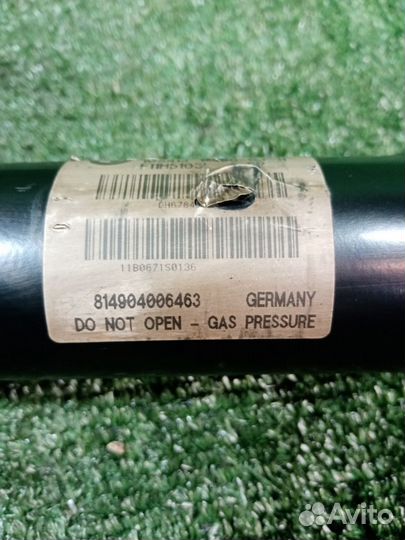 11B0671S0136
814904006463 GERMANY
DO NOT OPEN - GAS PRESSURE
Avito